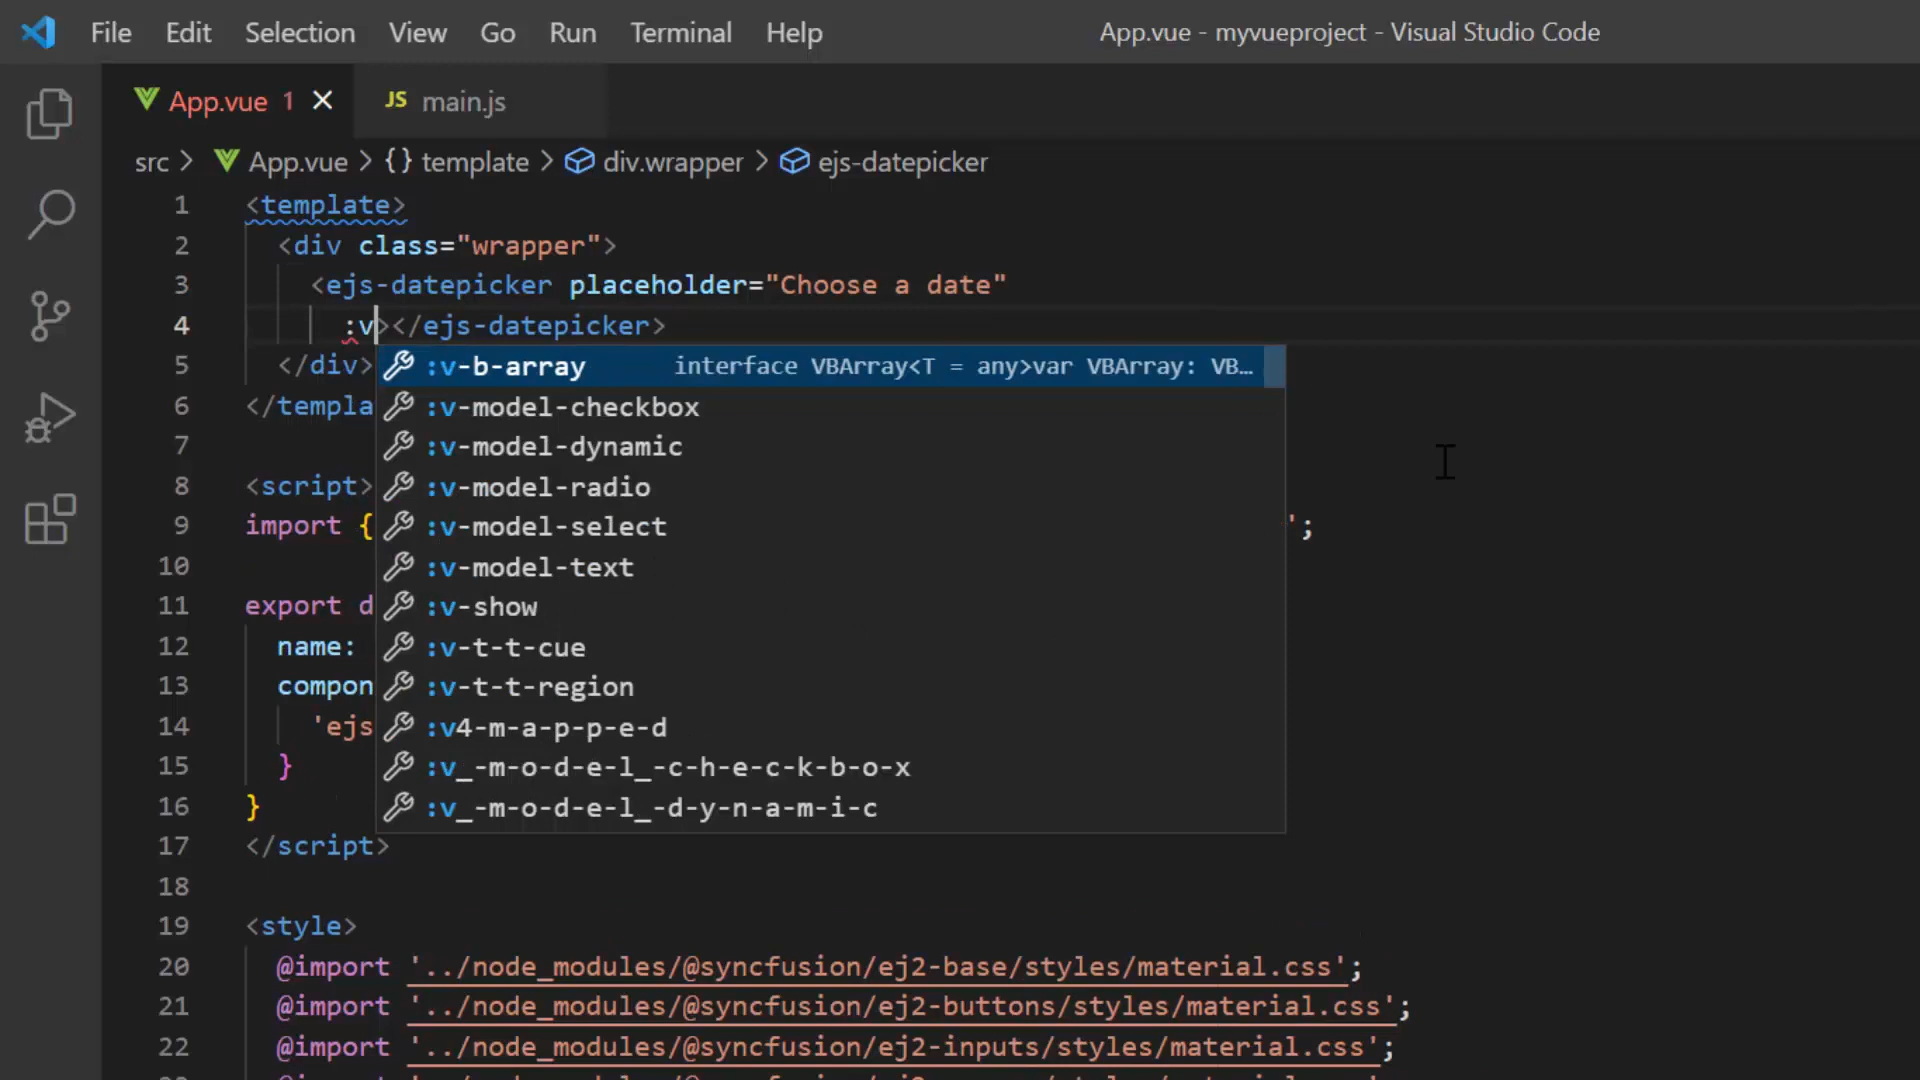 File Edit Selection View Go Run Terminal Help App.vue - myvueproject - Visual Studio Code
App.vue 1 JS main.js
src > App.vue > {} template > div.wrapper > ejs-datepicker
1 <template>
2 <div class="wrapper">
3 <ejs-datepicker placeholder="Choose a date"
4 :v></ejs-datepicker>
5 </div>
:v-b-array interface VBArray<T = any>var VBArray: VB…
6 </templa
:v-model-checkbox
7
:v-model-dynamic
8 <script>
:v-model-radio
9 import { ';
:v-model-select
10
:v-model-text
11 export d
:v-show
12 name:
:v-t-t-cue
13 compon
:v-t-t-region
14 'ejs
:v4-m-a-p-p-e-d
15 }
:v_-m-o-d-e-l_-c-h-e-c-k-b-o-x
16 }
:v_-m-o-d-e-l_-d-y-n-a-m-i-c
17 </script>
18
19 <style>
20 @import '../node_modules/@syncfusion/ej2-base/styles/material.css';
21 @import '../node_modules/@syncfusion/ej2-buttons/styles/material.css';
22 @import '../node_modules/@syncfusion/ej2-inputs/styles/material.css';